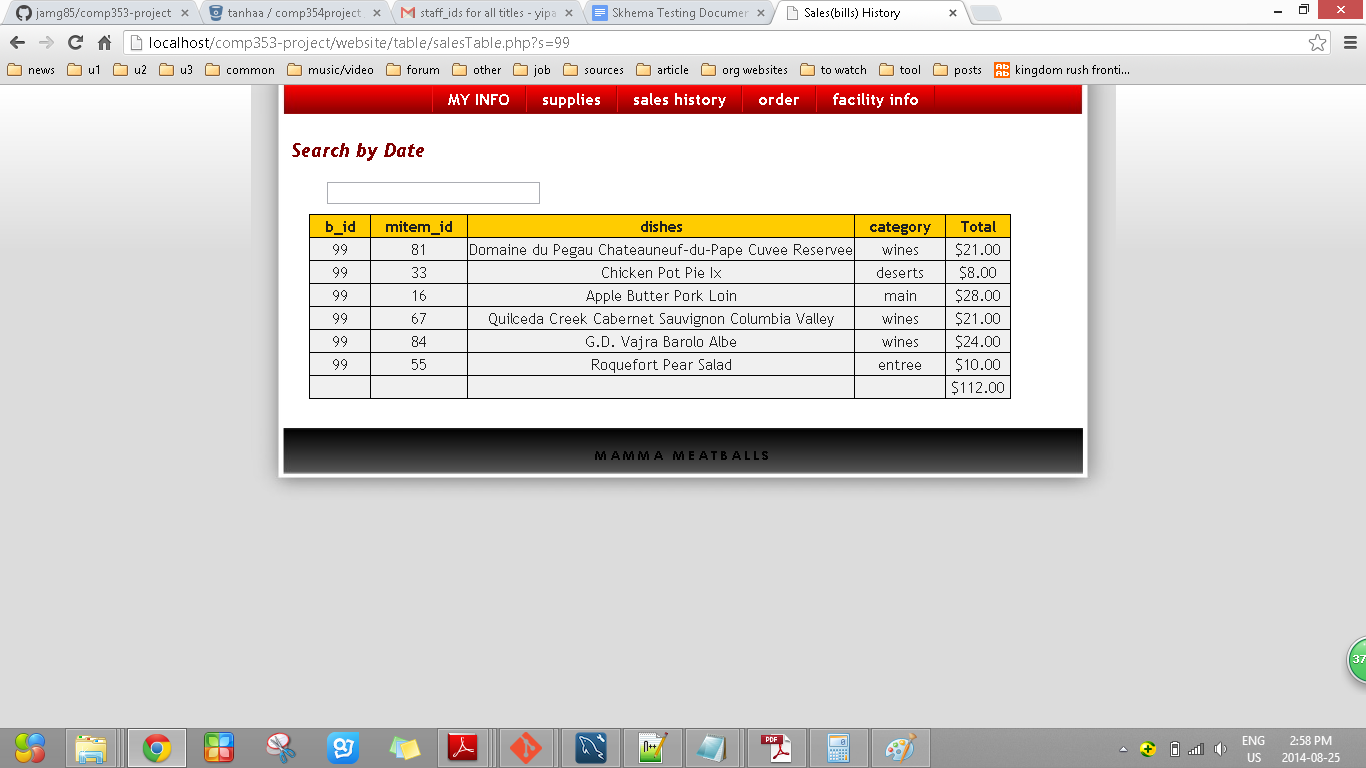 jamg85/comp353-project
tanhaa / comp354project
staff_ids for all titles - yipa
Skhema Testing Documen
Sales(bills) History
localhost/comp353-project/website/table/salesTable.php?s=99
news u1 u2 u3 common music/video forum other job sources article org websites to watch tool posts kingdom rush fronti...
MY INFO supplies sales history order facility info
Search by Date
b_id mitem_id dishes category Total
99 81 Domaine du Pegau Chateauneuf-du-Pape Cuvee Reservee wines $21.00
99 33 Chicken Pot Pie Ix deserts $8.00
99 16 Apple Butter Pork Loin main $28.00
99 67 Quilceda Creek Cabernet Sauvignon Columbia Valley wines $21.00
99 84 G.D. Vajra Barolo Albe wines $24.00
99 55 Roquefort Pear Salad entree $10.00
$112.00
MAMMA MEATBALLS
37
ENG 2:58 PM
US 2014-08-25